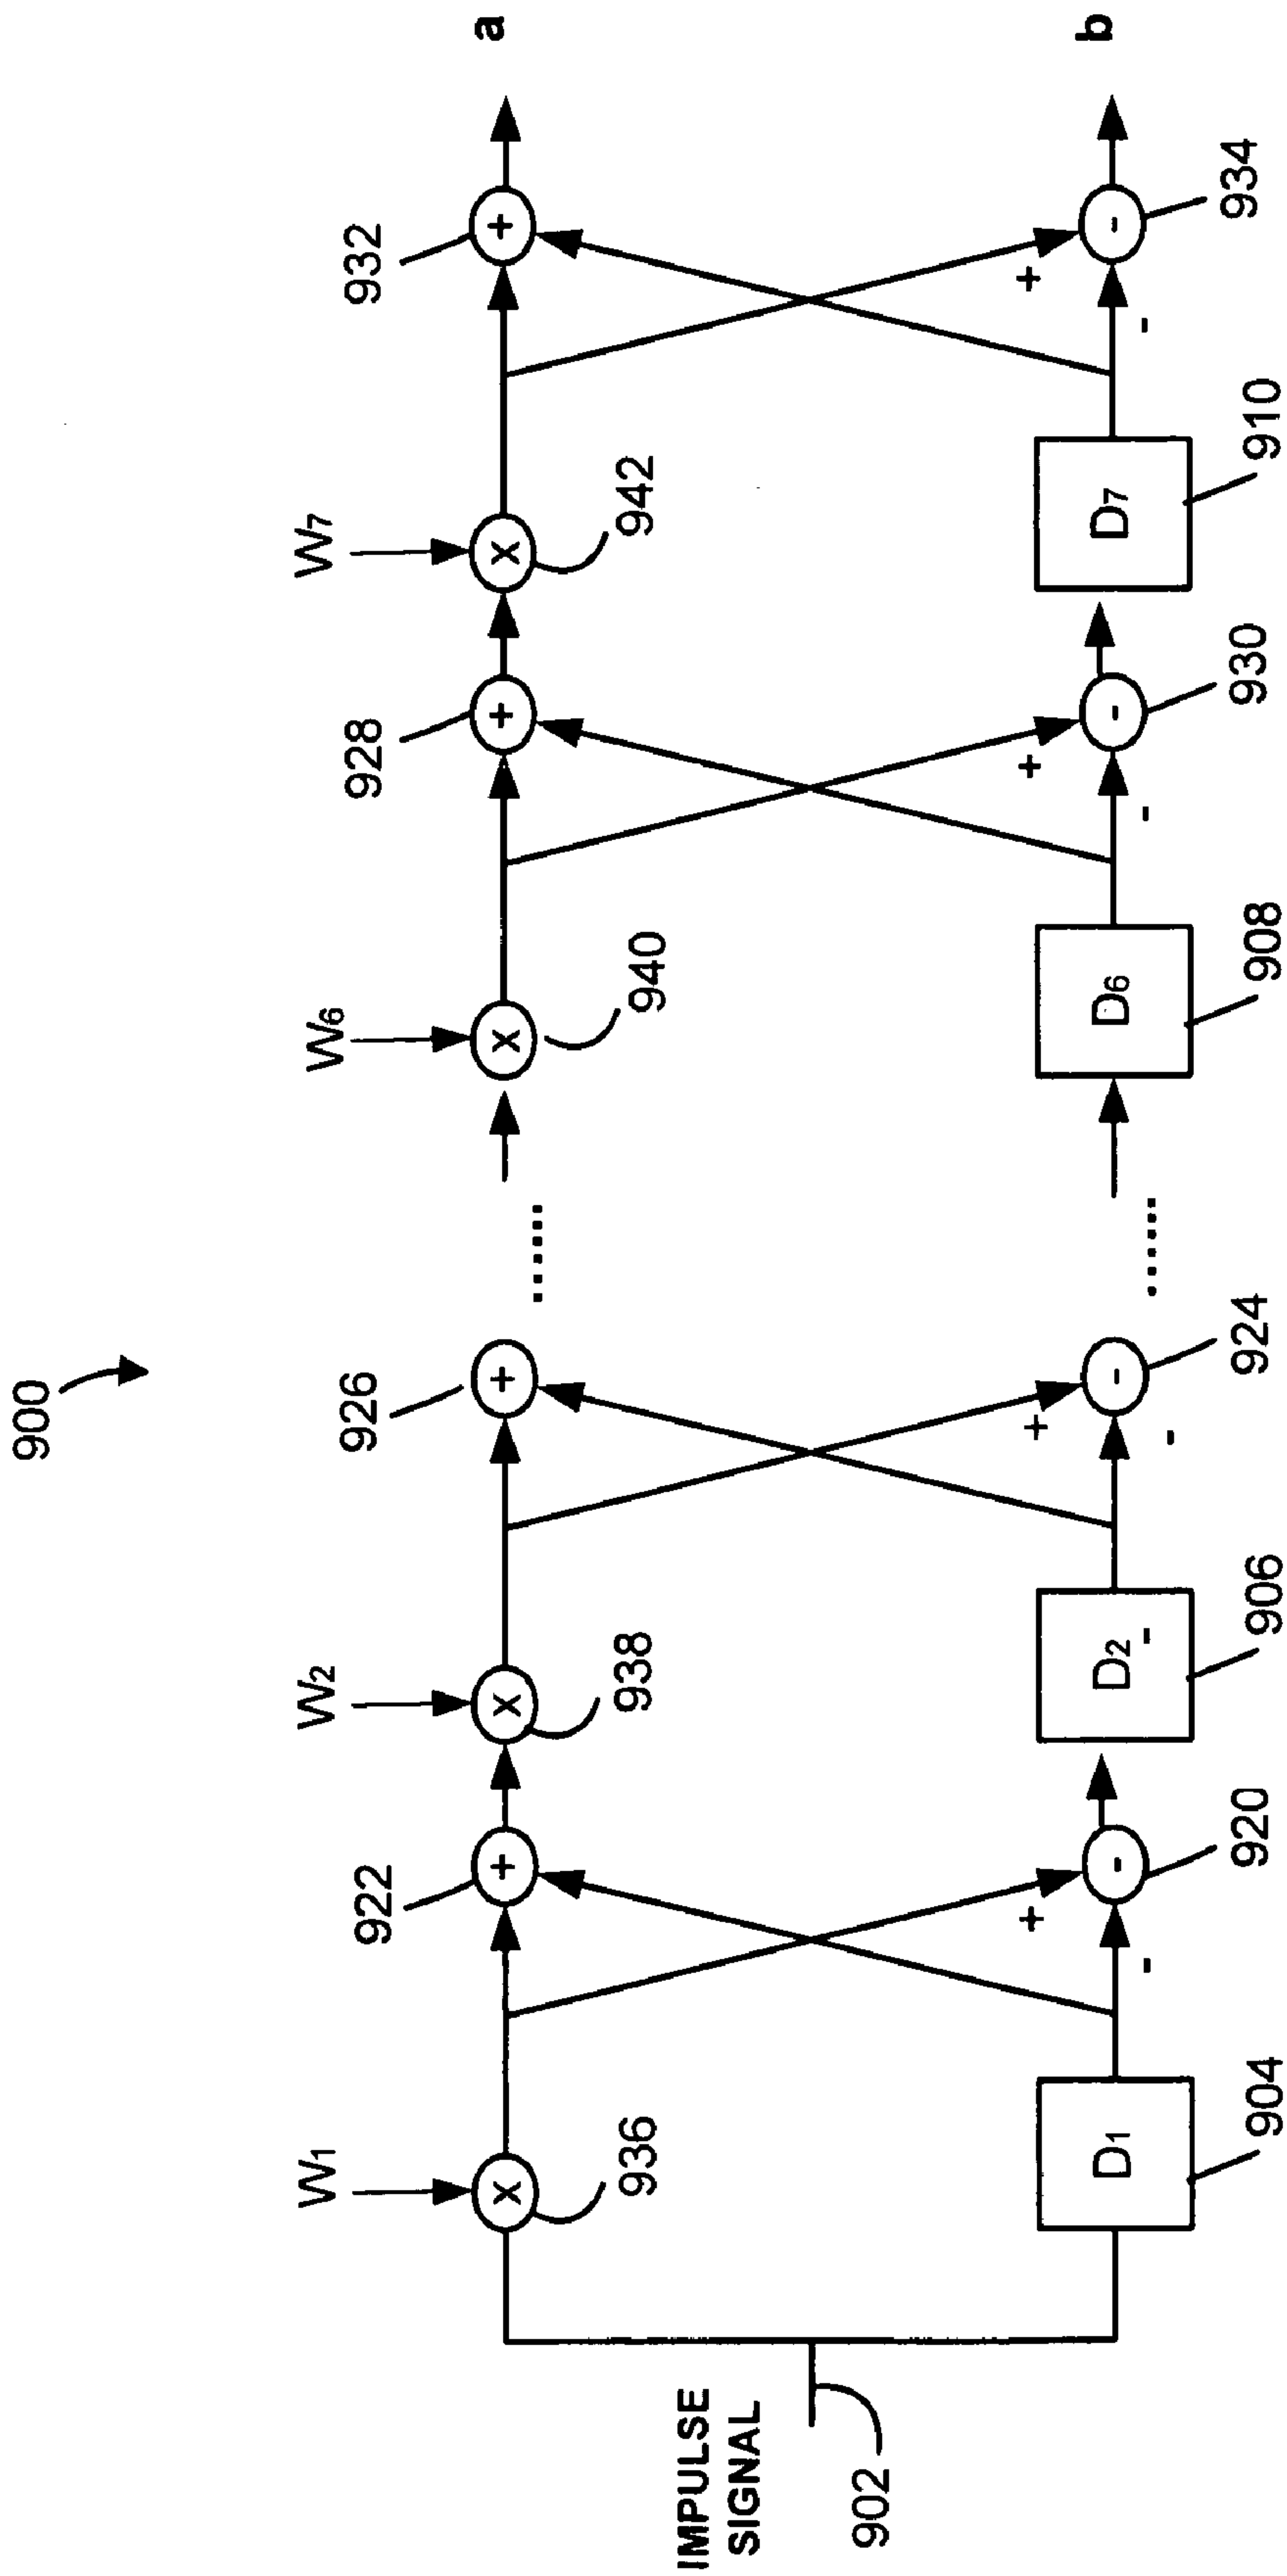 900
W1
922
W2
926
W6
928
W7
932
a
X
+
X
+
.......
X
+
X
+
936
938
940
942
IMPULSE
SIGNAL
902
+
+
+
+
D1
-
D2
-
.......
D6
-
D7
-
b
-
-
-
-
-
904
920
906
924
908
930
910
934